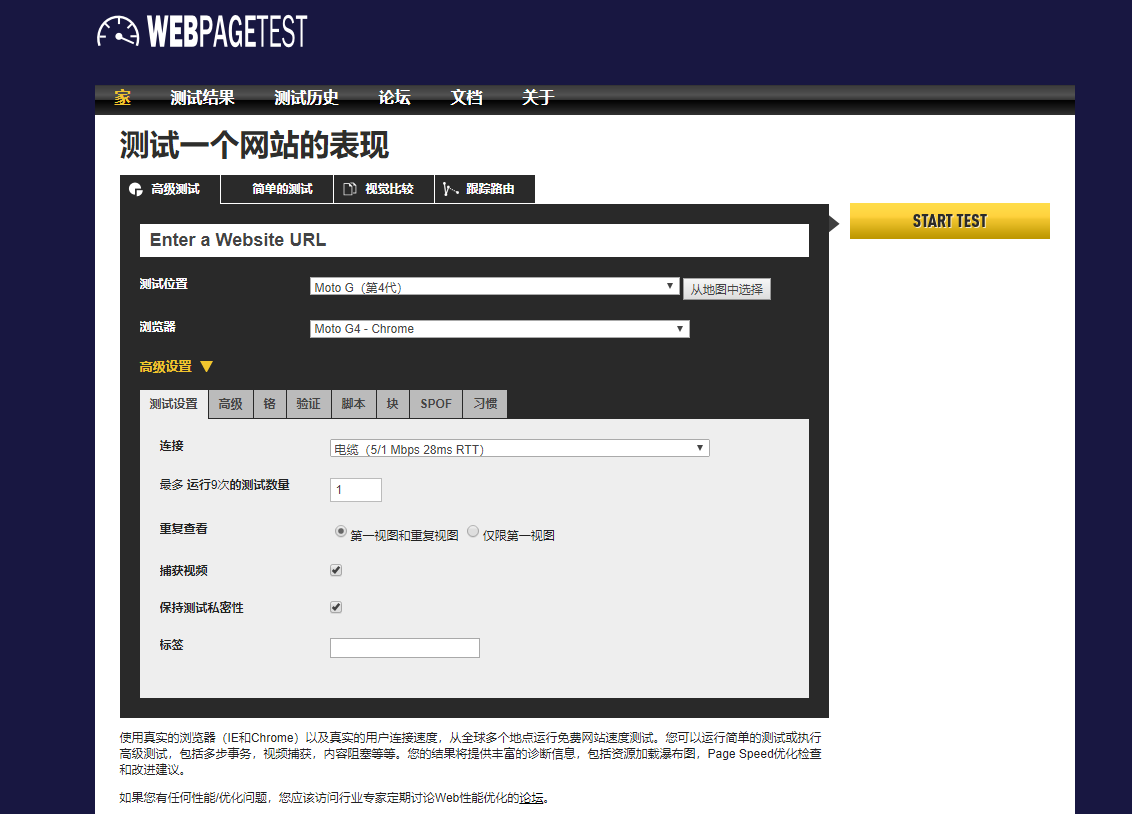 WEBPAGETEST
家 测试结果 测试历史 论坛 文档 关于
测试一个网站的表现
高级测试 简单的测试 视觉比较 跟踪路由
START TEST
Enter a Website URL
测试位置 Moto G（第4代） 从地图中选择
浏览器 Moto G4 - Chrome
高级设置
测试设置 高级 铬 验证 脚本 块 SPOF 习惯
连接 电缆（5/1 Mbps 28ms RTT）
最多 运行9次的测试数量 1
重复查看 第一视图和重复视图 仅限第一视图
捕获视频
保持测试私密性
标签
使用真实的浏览器（IE和Chrome）以及真实的用户连接速度，从全球多个地点运行免费网站速度测试。您可以运行简单的测试或执行
高级测试，包括多步事务，视频捕获，内容阻塞等等。您的结果将提供丰富的诊断信息，包括资源加载瀑布图，Page Speed优化检查
和改进建议。
如果您有任何性能/优化问题，您应该访问行业专家定期讨论Web性能优化的论坛。